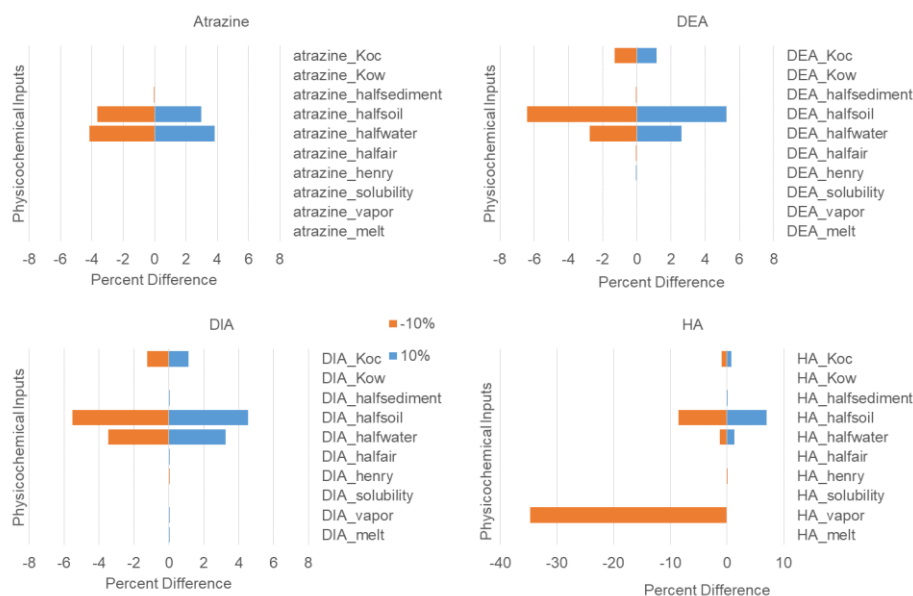 Atrazine
Physicochemical Inputs
atrazine_Koc
atrazine_Kow
atrazine_halfsediment
atrazine_halfsoil
atrazine_halfwater
atrazine_halfair
atrazine_henry
atrazine_solubility
atrazine_vapor
atrazine_melt
-8 -6 -4 -2 0 2 4 6 8
Percent Difference
DEA
Physicochemical Inputs
DEA_Koc
DEA_Kow
DEA_halfsediment
DEA_halfsoil
DEA_halfwater
DEA_halfair
DEA_henry
DEA_solubility
DEA_vapor
DEA_melt
-8 -6 -4 -2 0 2 4 6 8
Percent Difference
DIA
-10%
10%
Physicochemical Inputs
DIA_Koc
DIA_Kow
DIA_halfsediment
DIA_halfsoil
DIA_halfwater
DIA_halfair
DIA_henry
DIA_solubility
DIA_vapor
DIA_melt
-8 -6 -4 -2 0 2 4 6 8
Percent Difference
HA
Physicochemical Inputs
HA_Koc
HA_Kow
HA_halfsediment
HA_halfsoil
HA_halfwater
HA_halfair
HA_henry
HA_solubility
HA_vapor
HA_melt
-40 -30 -20 -10 0 10
Percent Difference